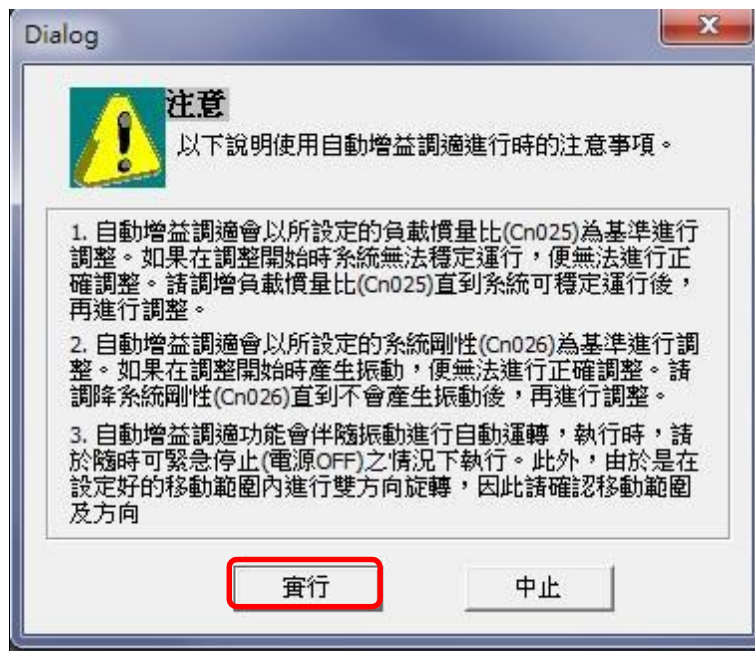 Dialog
注意
以下說明使用自動增益調適進行時的注意事項。
1. 自動增益調適會以所設定的負載慣量比(Cn025)為基準進行
調整。如果在調整開始時系統無法穩定運行，便無法進行正
確調整。請調增負載慣量比(Cn025)直到系統可穩定運行後，
再進行調整。
2. 自動增益調適會以所設定的系統剛性(Cn026)為基準進行調
整。如果在調整開始時產生振動，便無法進行正確調整。請
調降系統剛性(Cn026)直到不會產生振動後，再進行調整。
3. 自動增益調適功能會伴隨振動進行自動運轉，執行時，請
於隨時可緊急停止(電源OFF)之情況下執行。此外，由於是在
設定好的移動範圍內進行雙方向旋轉，因此請確認移動範圍
及方向
實行
中止